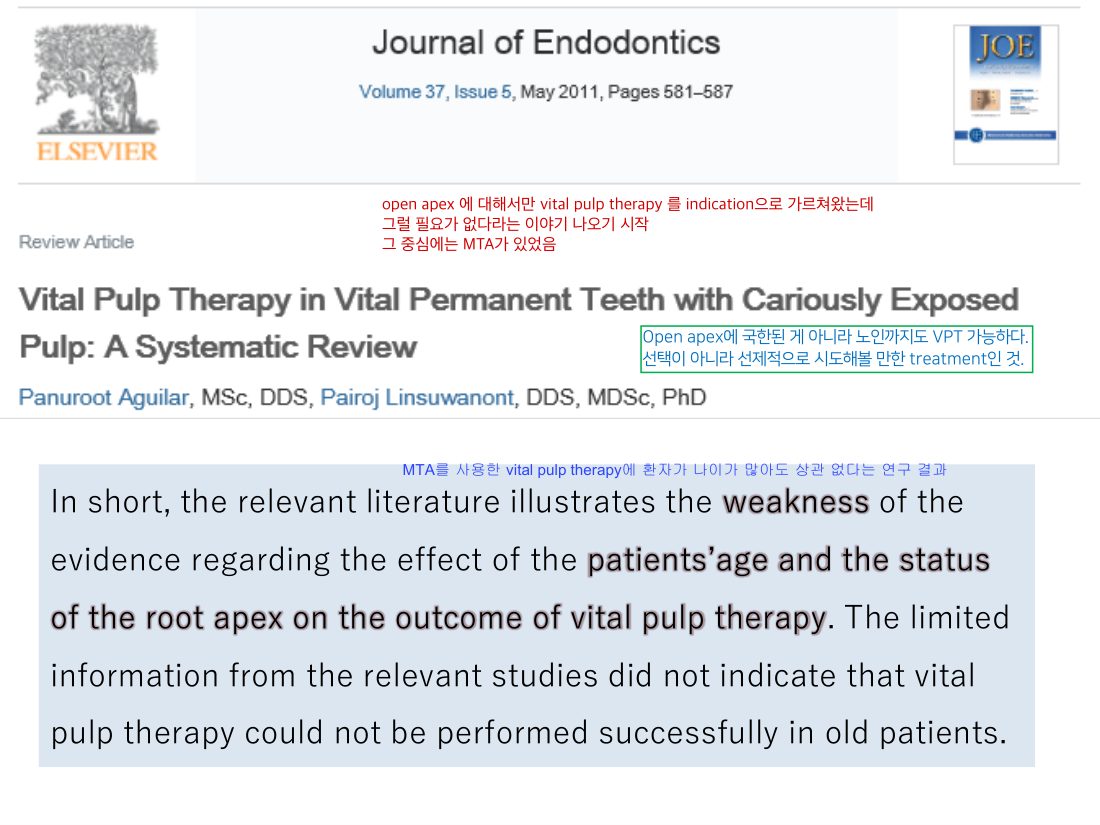 Journal of Endodontics
Volume 37, Issue 5, May 2011, Pages 581–587
ELSEVIER
JOE
open apex 에 대해서만 vital pulp therapy 를 indication으로 가르쳐왔는데
그럴 필요가 없다라는 이야기 나오기 시작
그 중심에는 MTA가 있었음
Review Article
Vital Pulp Therapy in Vital Permanent Teeth with Cariously Exposed
Pulp: A Systematic Review
Open apex에 국한된 게 아니라 노인까지도 VPT 가능하다.
선택이 아니라 선제적으로 시도해볼 만한 treatment인 것.
Panuroot Aguilar, MSc, DDS, Pairoj Linsuwanont, DDS, MDSc, PhD
MTA를 사용한 vital pulp therapy에 환자가 나이가 많아도 상관 없다는 연구 결과
In short, the relevant literature illustrates the weakness of the
evidence regarding the effect of the patients’age and the status
of the root apex on the outcome of vital pulp therapy. The limited
information from the relevant studies did not indicate that vital
pulp therapy could not be performed successfully in old patients.